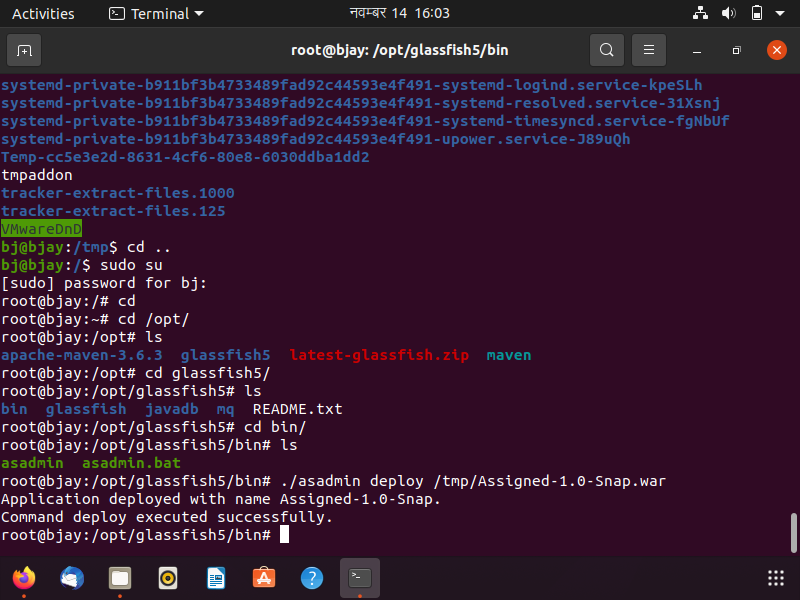 Activities Terminal नवम्बर 14 16:03
root@bjay: /opt/glassfish5/bin
systemd-private-b911bf3b4733489fad92c44593e4f491-systemd-logind.service-kpeSLh
systemd-private-b911bf3b4733489fad92c44593e4f491-systemd-resolved.service-31Xsnj
systemd-private-b911bf3b4733489fad92c44593e4f491-systemd-timesyncd.service-fgNbUf
systemd-private-b911bf3b4733489fad92c44593e4f491-upower.service-J89uQh
Temp-cc5e3e2d-8631-4cf6-80e8-6030ddba1dd2
tmpaddon
tracker-extract-files.1000
tracker-extract-files.125
VMwareDnD
bj@bjay:/tmp$ cd ..
bj@bjay:/$ sudo su
[sudo] password for bj:
root@bjay:/# cd
root@bjay:~# cd /opt/
root@bjay:/opt# ls
apache-maven-3.6.3 glassfish5 latest-glassfish.zip maven
root@bjay:/opt# cd glassfish5/
root@bjay:/opt/glassfish5# ls
bin glassfish javadb mq README.txt
root@bjay:/opt/glassfish5# cd bin/
root@bjay:/opt/glassfish5/bin# ls
asadmin asadmin.bat
root@bjay:/opt/glassfish5/bin# ./asadmin deploy /tmp/Assigned-1.0-Snap.war
Application deployed with name Assigned-1.0-Snap.
Command deploy executed successfully.
root@bjay:/opt/glassfish5/bin#